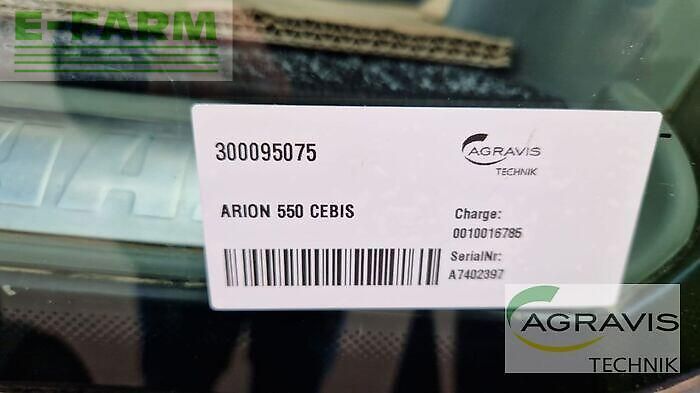 E-FARM
300095075
AGRAVIS
TECHNIK
ARION 550 CEBIS
Charge:
0010016785
SerialNr:
A7402397
AGRAVIS
TECHNIK